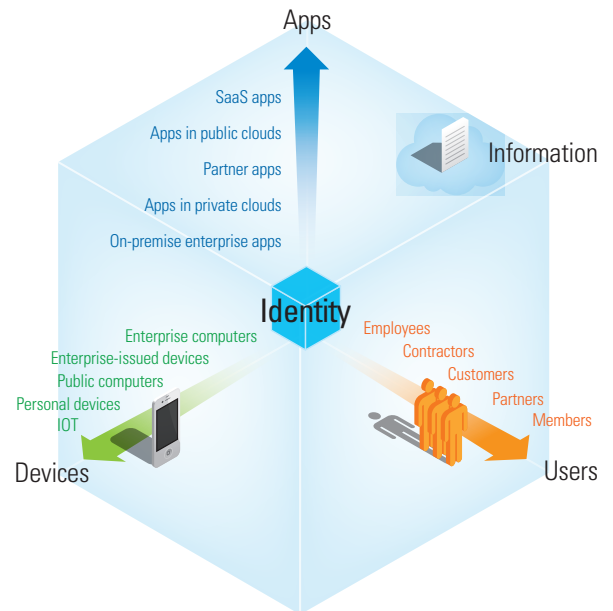 Apps
SaaS apps
Apps in public clouds
Information
Partner apps
Apps in private clouds
On-premise enterprise apps
Identity
Enterprise computers
Enterprise-issued devices
Public computers
Personal devices
IOT
Devices
Employees
Contractors
Customers
Partners
Members
Users